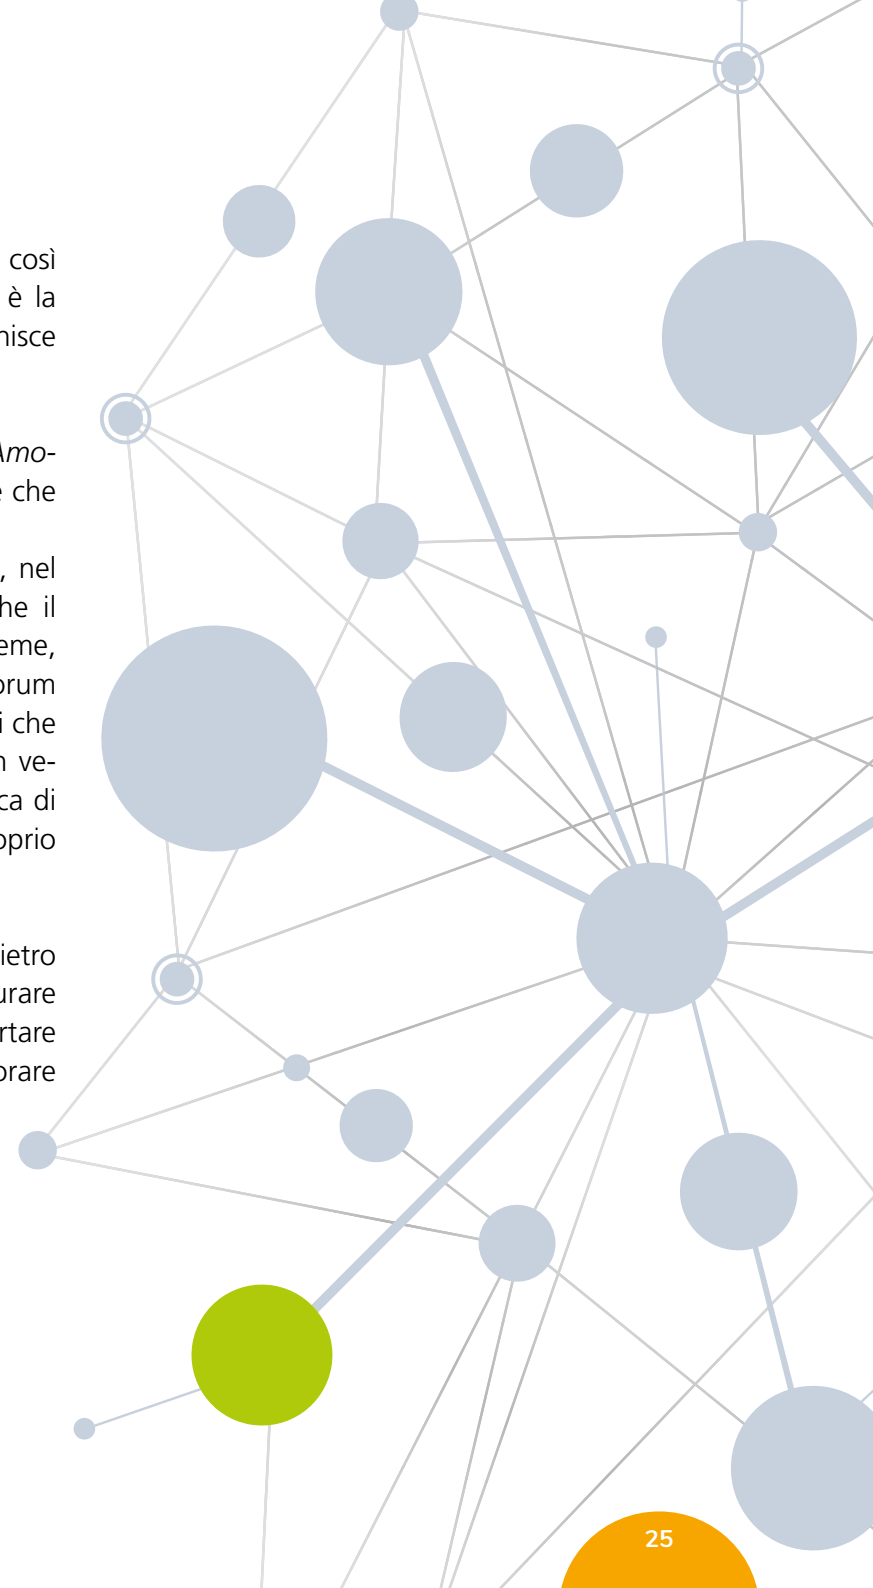 così
è la
nisce
Amo-
che
, nel
he il
eme,
orum
i che
n ve-
ca di
oprio
ietro
urare
rtare
orare
25